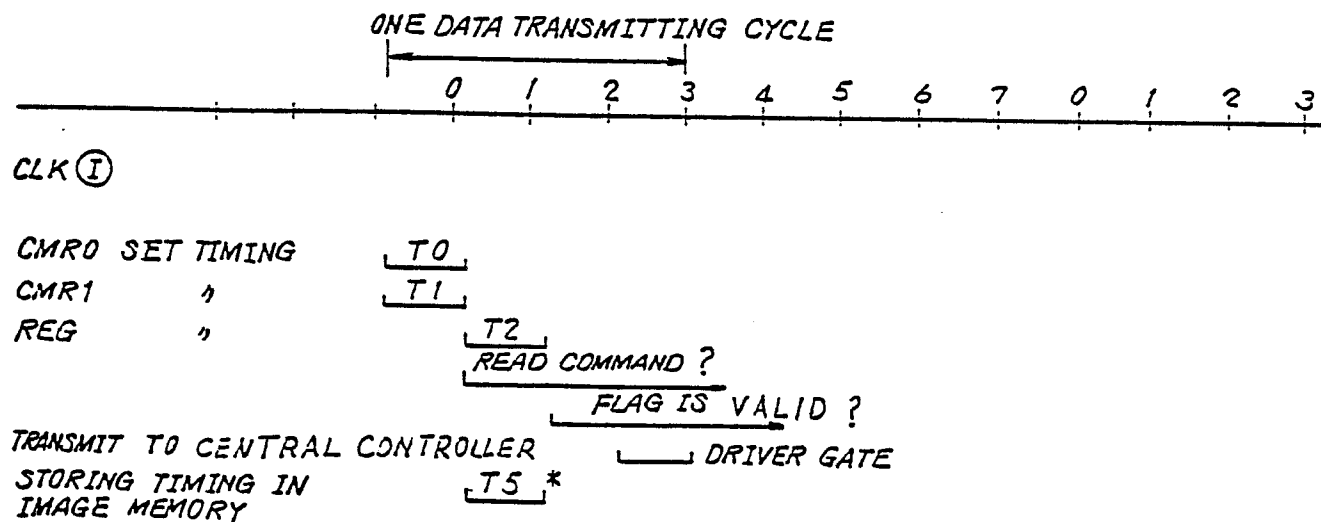 ONE DATA TRANSMITTING CYCLE
0 1 2 3 4 5 6 7 0 1 2 3
CLK Ⓘ
CMR0 SET TIMING T0
CMR1 〃 T1
REG 〃 T2
READ COMMAND ?
FLAG IS VALID ?
TRANSMIT TO CENTRAL CONTROLLER DRIVER GATE
STORING TIMING IN T5 *
IMAGE MEMORY